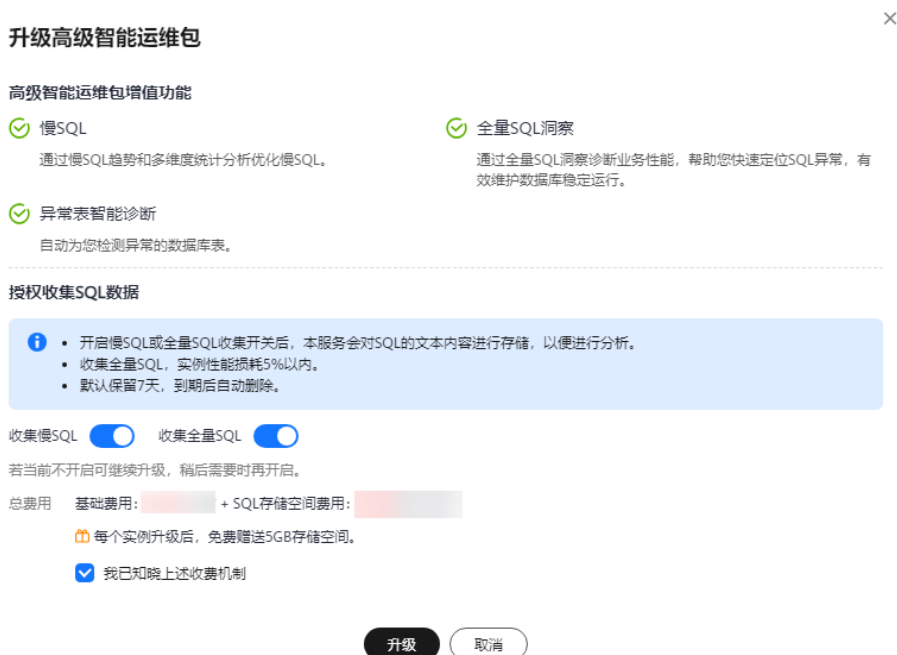 升级高级智能运维包
高级智能运维包增值功能
慢SQL
通过慢SQL趋势和多维度统计分析优化慢SQL。
全量SQL洞察
通过全量SQL洞察诊断业务性能，帮助您快速定位SQL异常，有
效维护数据库稳定运行。
异常表智能诊断
自动为您检测异常的数据库表。
授权收集SQL数据
• 开启慢SQL或全量SQL收集开关后，本服务会对SQL的文本内容进行存储，以便进行分析。
• 收集全量SQL，实例性能损耗5%以内。
• 默认保留7天，到期后自动删除。
收集慢SQL 收集全量SQL
若当前不开启可继续升级，稍后需要时再开启。
总费用 基础费用: + SQL存储空间费用:
每个实例升级后，免费赠送5GB存储空间。
我已知晓上述收费机制
升级 取消